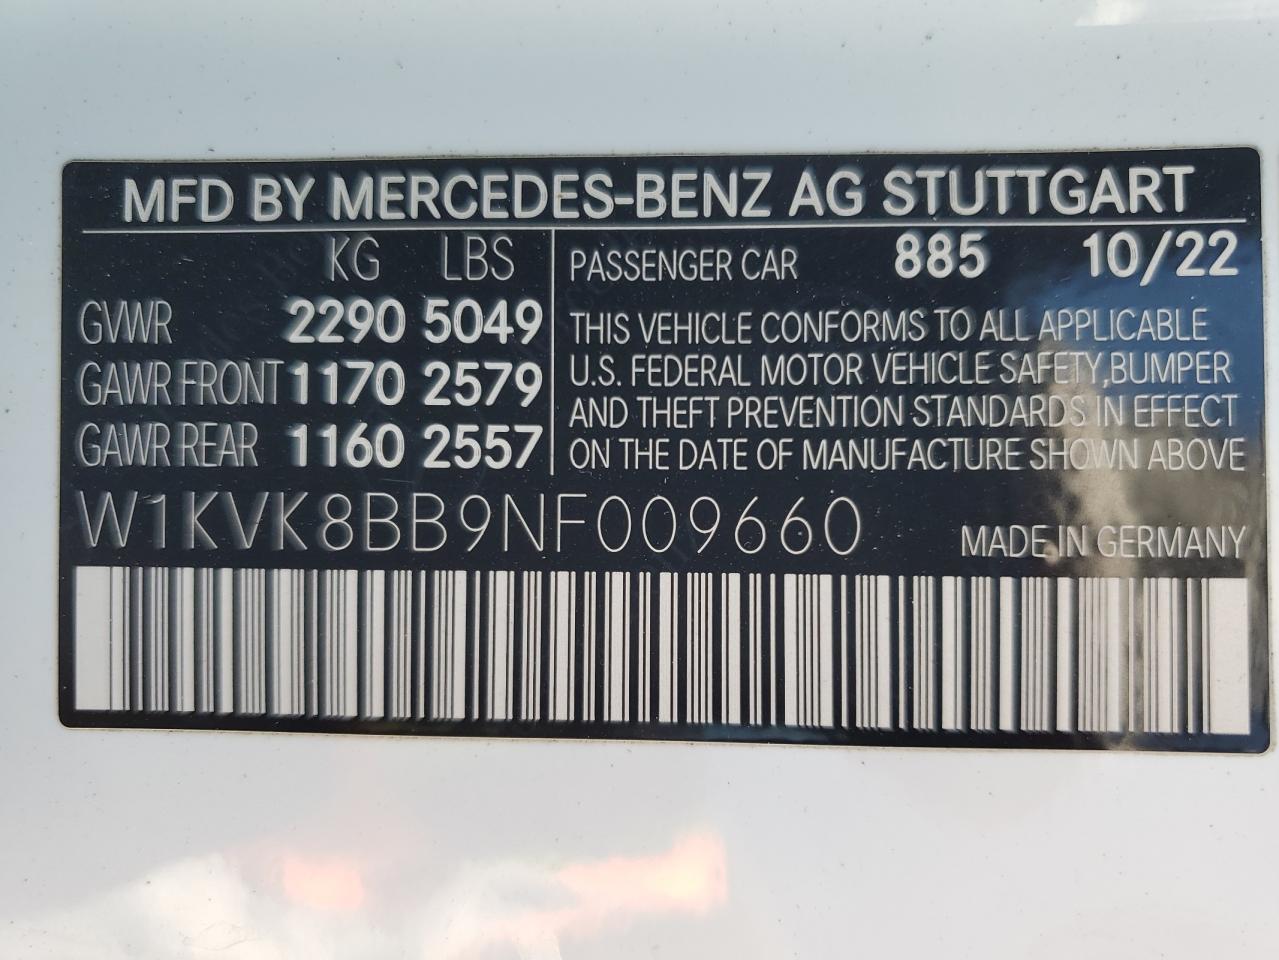 MFD BY MERCEDES-BENZ AG STUTTGART
KG LBS
GVWR 2290 5049
GAWR FRONT 1170 2579
GAWR REAR 1160 2557
PASSENGER CAR 885 10/22
THIS VEHICLE CONFORMS TO ALL APPLICABLE
U.S. FEDERAL MOTOR VEHICLE SAFETY, BUMPER
AND THEFT PREVENTION STANDARDS IN EFFECT
ON THE DATE OF MANUFACTURE SHOWN ABOVE
W1KVK8BB9NF009660
MADE IN GERMANY